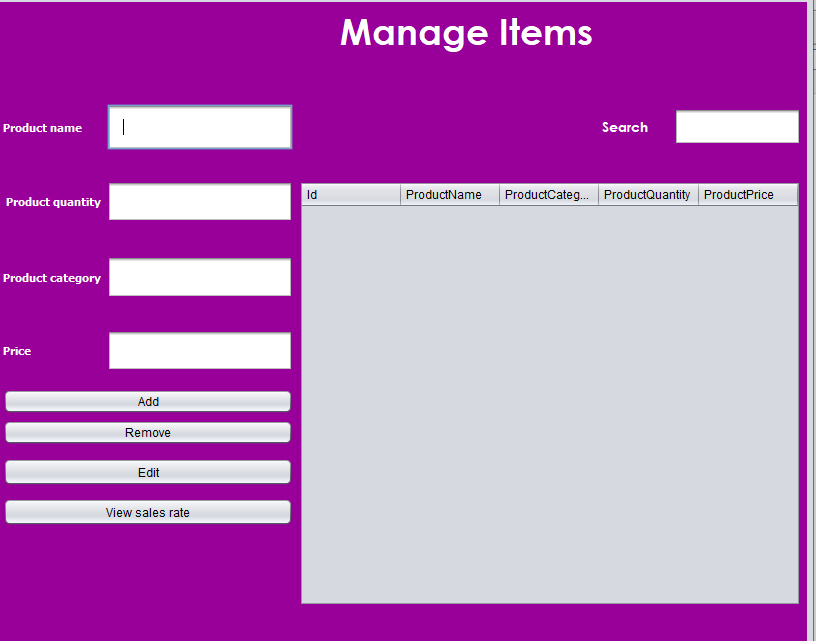 Manage Items
Product name
Search
Product quantity
Id ProductName ProductCateg... ProductQuantity ProductPrice
Product category
Price
Add
Remove
Edit
View sales rate